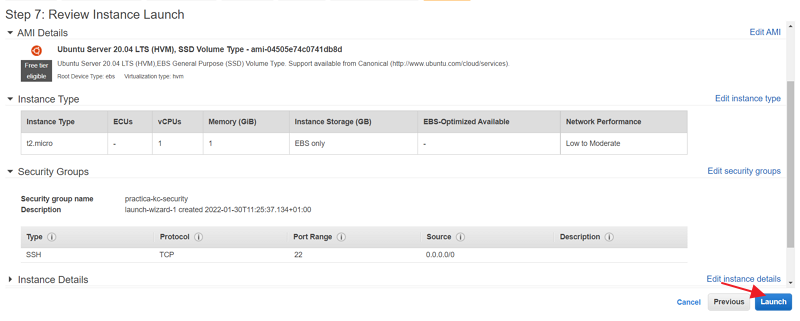 Step 7: Review Instance Launch
AMI Details
Edit AMI
Ubuntu Server 20.04 LTS (HVM), SSD Volume Type - ami-04505e74c0741db8d
Free tier
eligible
Ubuntu Server 20.04 LTS (HVM),EBS General Purpose (SSD) Volume Type. Support available from Canonical (http://www.ubuntu.com/cloud/services).
Root Device Type: ebs Virtualization type: hvm
Instance Type
Edit instance type
Instance Type ECUs vCPUs Memory (GiB) Instance Storage (GB) EBS-Optimized Available Network Performance
t2.micro - 1 1 EBS only - Low to Moderate
Security Groups
Edit security groups
Security group name practica-kc-security
Description launch-wizard-1 created 2022-01-30T11:25:37.134+01:00
Type Protocol Port Range Source Description
SSH TCP 22 0.0.0.0/0
Instance Details
Edit instance details
Cancel Previous Launch